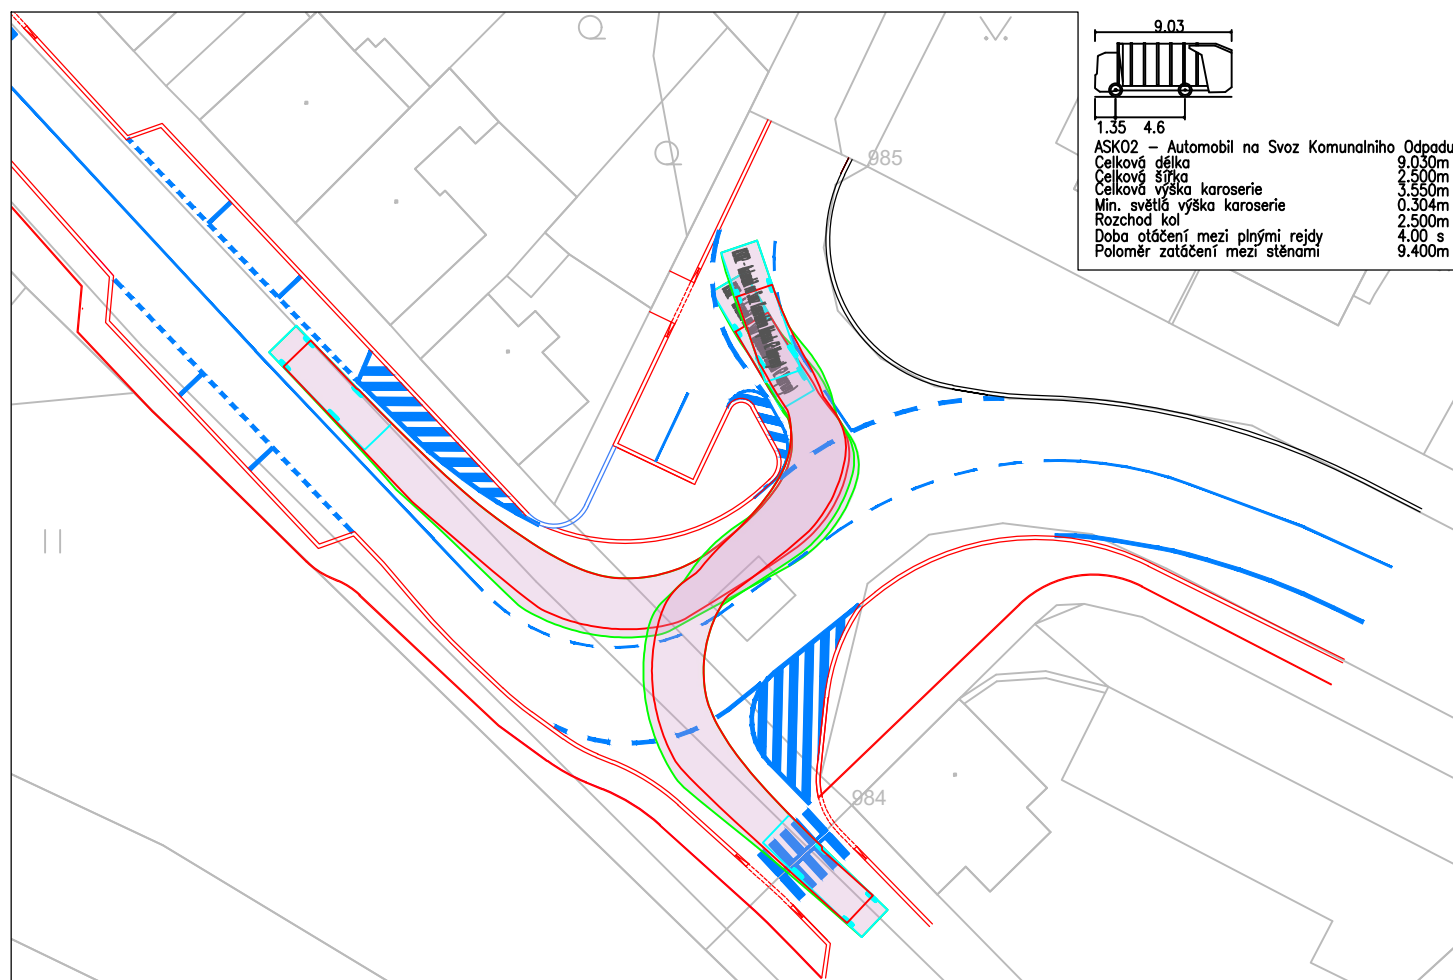 9.03
1.35 4.6
ASKO2 – Automobil na Svoz Komunalniho Odpadu
Celková délka 9.030m
Celková šířka 2.500m
Celková výška karoserie 3.550m
Min. světlá výška karoserie 0.304m
Rozchod kol 2.500m
Doba otáčení mezi plnými rejdy 4.00 s
Poloměr zatáčení mezi stěnami 9.400m
985
984